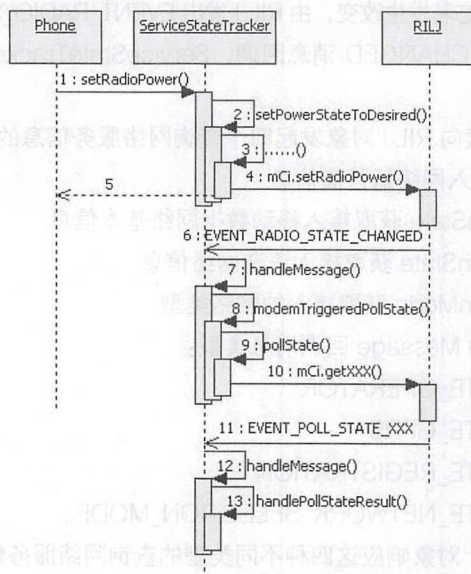 Phone
ServiceStateTracker
RILJ
1 : setRadioPower()
2 : setPowerStateToDesired()
3 : ......()
4 : mCi.setRadioPower()
5
6 : EVENT_RADIO_STATE_CHANGED
7 : handleMessage()
8 : modemTriggeredPollState()
9 : pollState()
10 : mCi.getXXX()
11 : EVENT_POLL_STATE_XXX
12 : handleMessage()
13 : handlePollStateResult()